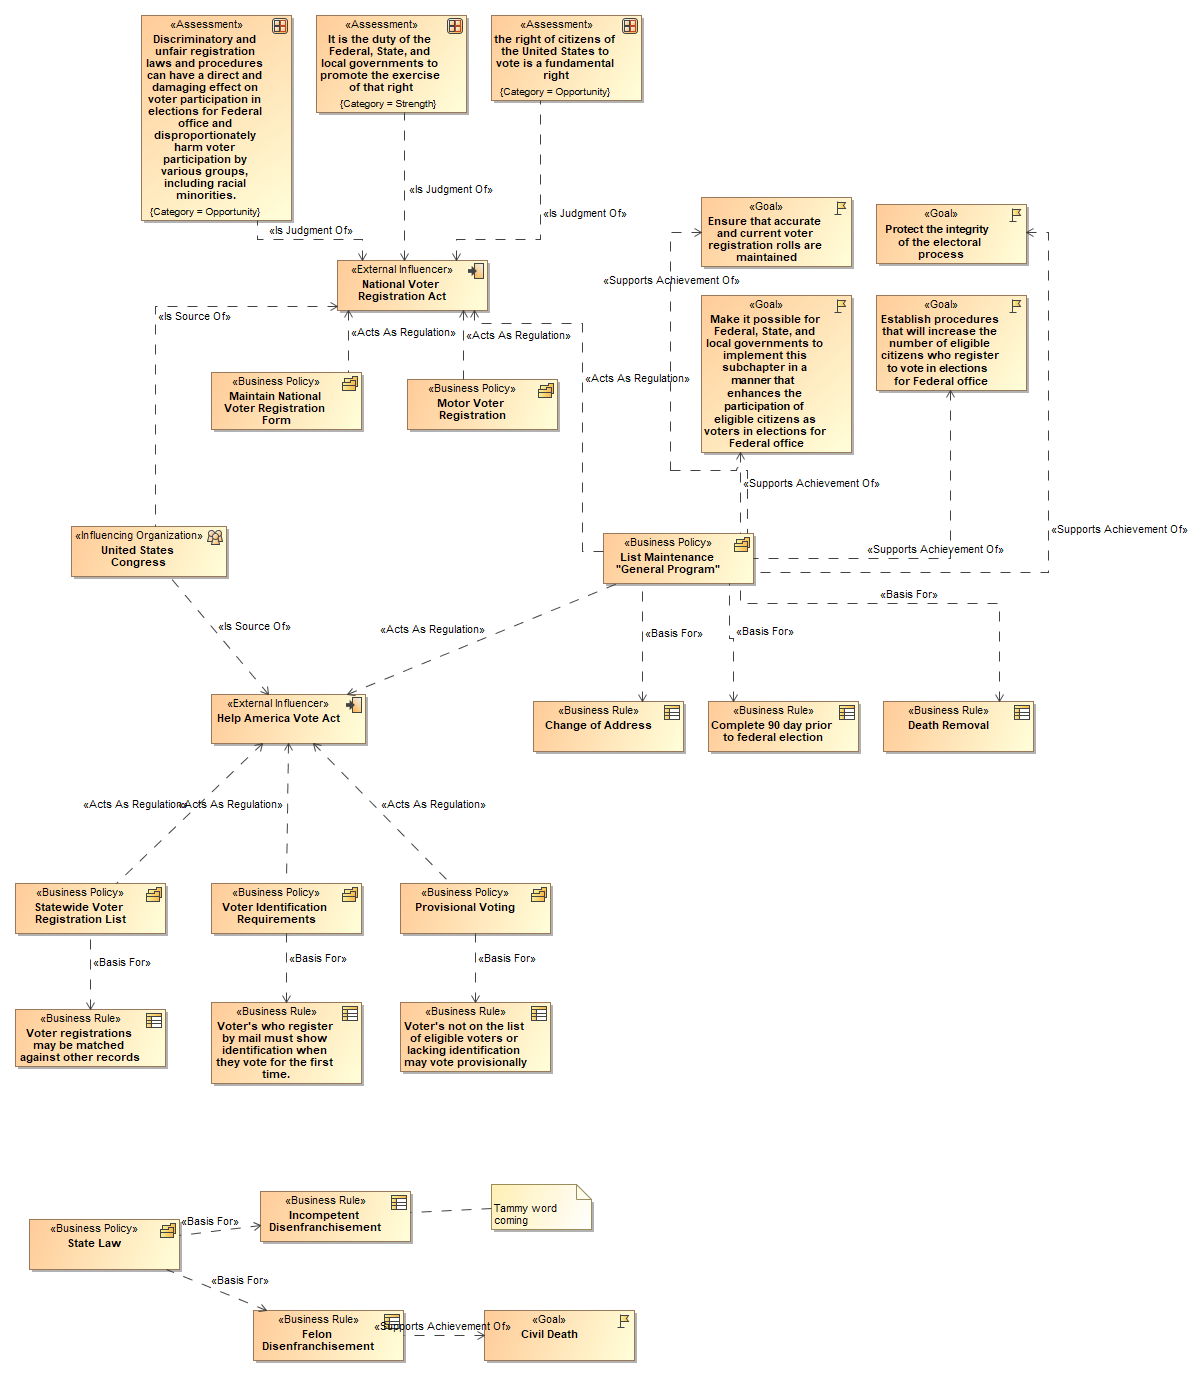 «Assessment»
Discriminatory and
unfair registration
laws and procedures
can have a direct and
damaging effect on
voter participation in
elections for Federal
office and
disproportionately
harm voter
participation by
various groups,
including racial
minorities.
{Category = Opportunity}
«Assessment»
It is the duty of the
Federal, State, and
local governments to
promote the exercise
of that right
{Category = Strength}
«Assessment»
the right of citizens of
the United States to
vote is a fundamental
right
{Category = Opportunity}
«Is Judgment Of»
«Is Judgment Of»
«Is Judgment Of»
«Goal»
Ensure that accurate
and current voter
registration rolls are
maintained
«Goal»
Protect the integrity
of the electoral
process
«External Influencer»
National Voter
Registration Act
«Supports Achievement Of»
«Is Source Of»
«Acts As Regulation»
«Acts As Regulation»
«Acts As Regulation»
«Goal»
Make it possible for
Federal, State, and
local governments to
implement this
subchapter in a
manner that
enhances the
participation of
eligible citizens as
voters in elections for
Federal office
«Goal»
Establish procedures
that will increase the
number of eligible
citizens who register
to vote in elections
for Federal office
«Business Policy»
Maintain National
Voter Registration
Form
«Business Policy»
Motor Voter
Registration
«Supports Achievement Of»
«Supports Achievement Of»
«Supports Achievement Of»
«Influencing Organization»
United States
Congress
«Business Policy»
List Maintenance
"General Program"
«Is Source Of»
«Acts As Regulation»
«Basis For»
«Basis For»
«Basis For»
«External Influencer»
Help America Vote Act
«Business Rule»
Change of Address
«Business Rule»
Complete 90 day prior
to federal election
«Business Rule»
Death Removal
«Acts As Regulation»
«Acts As Regulation»
«Acts As Regulation»
«Business Policy»
Statewide Voter
Registration List
«Business Policy»
Voter Identification
Requirements
«Business Policy»
Provisional Voting
«Basis For»
«Basis For»
«Basis For»
«Business Rule»
Voter registrations
may be matched
against other records
«Business Rule»
Voter's who register
by mail must show
identification when
they vote for the first
time.
«Business Rule»
Voter's not on the list
of eligible voters or
lacking identification
may vote provisionally
«Business Policy»
State Law
«Basis For»
«Business Rule»
Incompetent
Disenfranchisement
Tammy word
coming
«Basis For»
«Business Rule»
Felon
Disenfranchisement
«Supports Achievement Of»
«Goal»
Civil Death